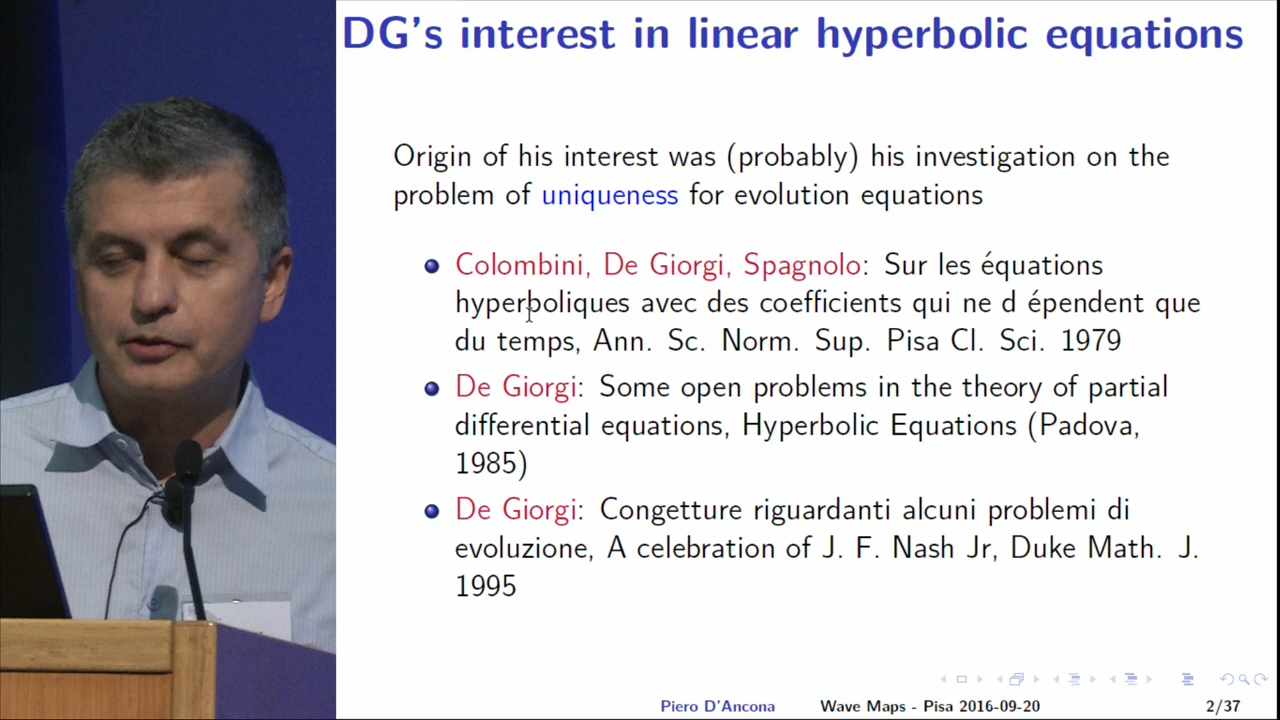 DG's interest in linear hyperbolic equations
Origin of his interest was (probably) his investigation on the
problem of uniqueness for evolution equations
Colombini, De Giorgi, Spagnolo: Sur les équations
hyperboliques avec des coefficients qui ne d épendent que
du temps, Ann. Sc. Norm. Sup. Pisa Cl. Sci. 1979
De Giorgi: Some open problems in the theory of partial
differential equations, Hyperbolic Equations (Padova,
1985)
De Giorgi: Congetture riguardanti alcuni problemi di
evoluzione, A celebration of J. F. Nash Jr, Duke Math. J.
1995
Piero D'Ancona Wave Maps - Pisa 2016-09-20 2/37